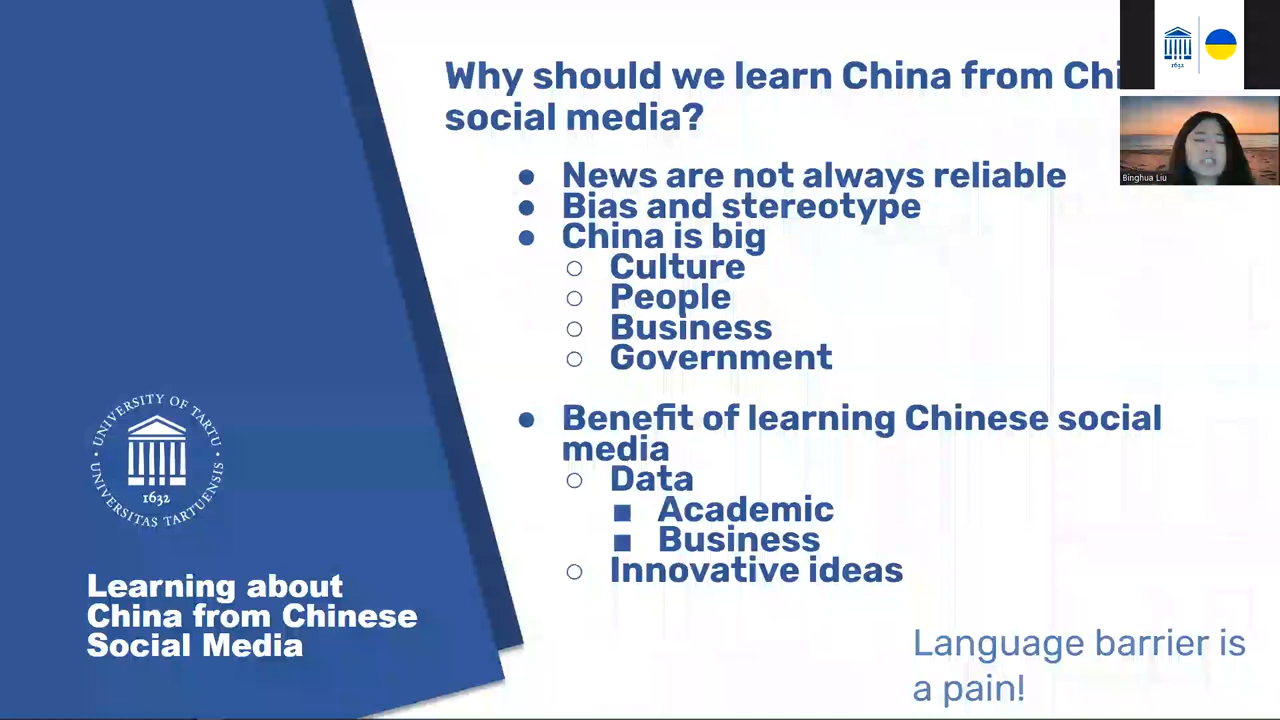 Why should we learn China from Chi
social media?
● News are not always reliable
● Bias and stereotype
● China is big
○ Culture
○ People
○ Business
○ Government
● Benefit of learning Chinese social
media
○ Data
■ Academic
■ Business
○ Innovative ideas
Language barrier is
a pain!
UNIVERSITY OF TARTU
1632
UNIVERSITAS TARTUENSIS
Learning about
China from Chinese
Social Media
1632
Binghua Liu